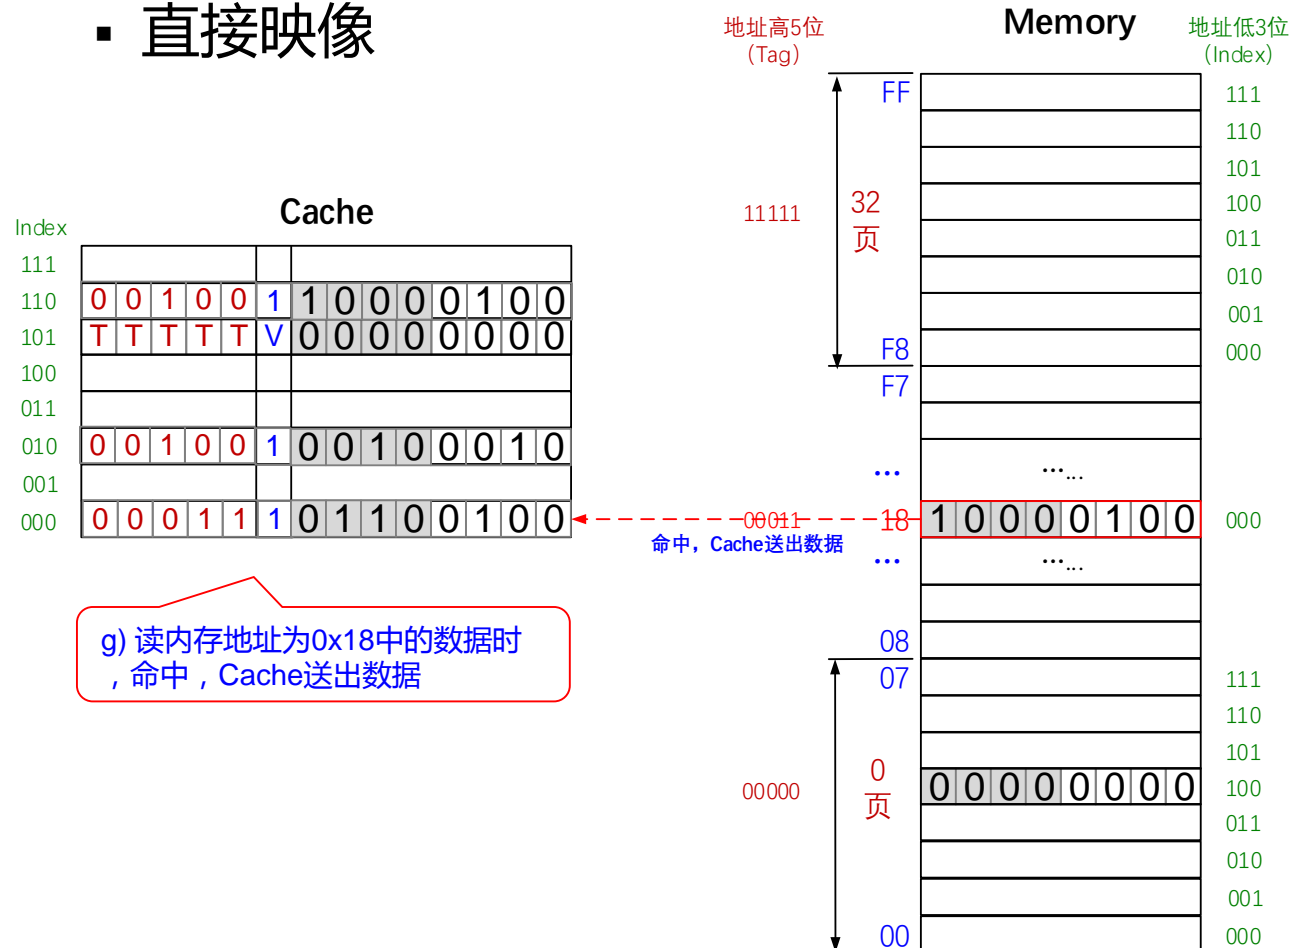 ▪ 直接映像
地址高5位
（Tag）
Memory
地址低3位
（Index）
Cache
Index
111
110 0 0 1 0 0 1 1 0 0 0 0 1 0 0
101 T T T T T V 0 0 0 0 0 0 0 0
100
011
010 0 0 1 0 0 1 0 0 1 0 0 0 1 0
001
000 0 0 0 1 1 1 0 1 1 0 0 1 0 0
g) 读内存地址为0x18中的数据时
，命中，Cache送出数据
FF 111
110
101
11111 32 100
页 011
010
001
F8 000
F7
... ...…
00011 18 1 0 0 0 0 1 0 0 000
命中，Cache送出数据
... ...…
08
07 111
110
101
00000 0 0 0 0 0 0 0 0 0 100
页 011
010
001
00 000